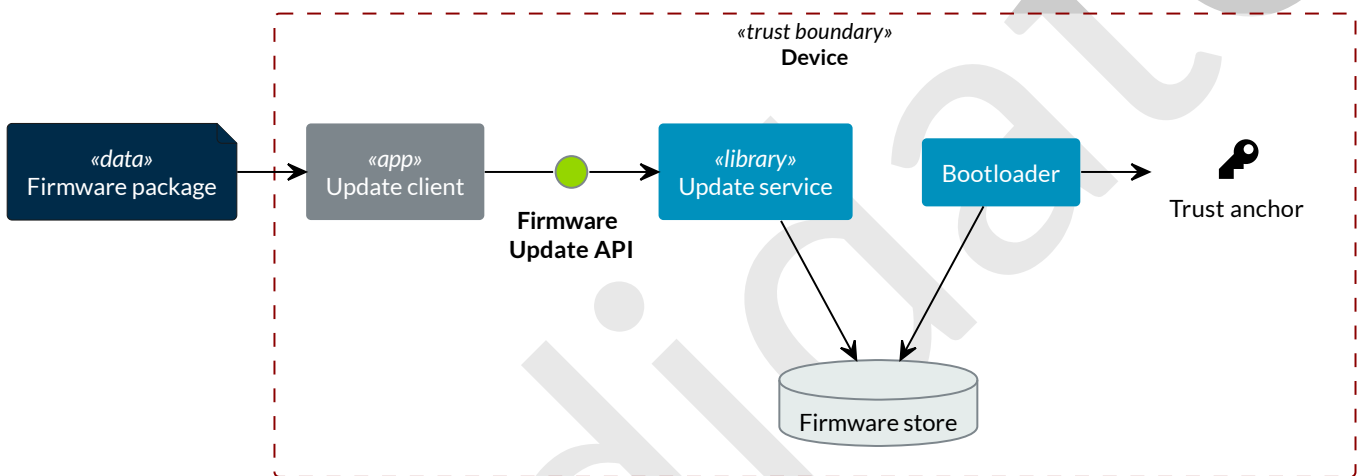 «trust boundary»
Device
«data»
Firmware package
«app»
Update client
Firmware
Update API
«library»
Update service
Bootloader
Trust anchor
Firmware store